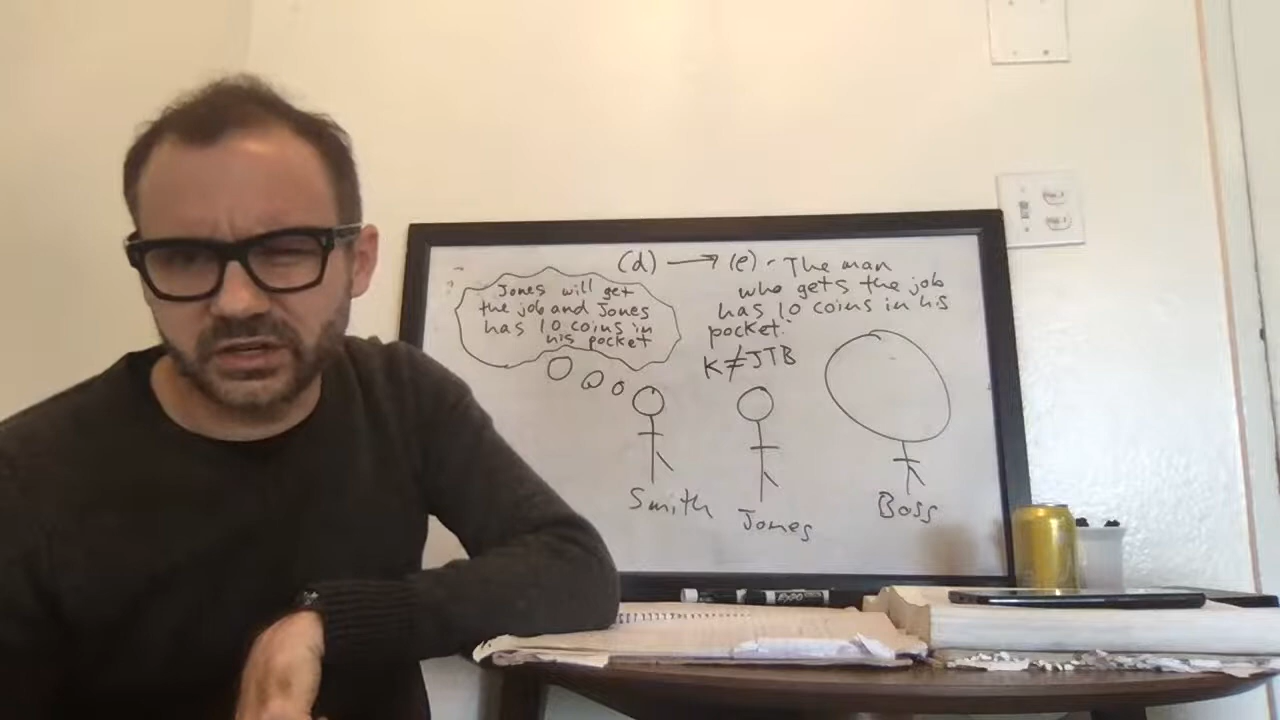 (d) → (e) - The man
who gets the job
has 10 coins in his
pocket.
Jones will get
the job and Jones
has 10 coins in
his pocket
K≠JTB
Smith
Jones
Boss
EXPO